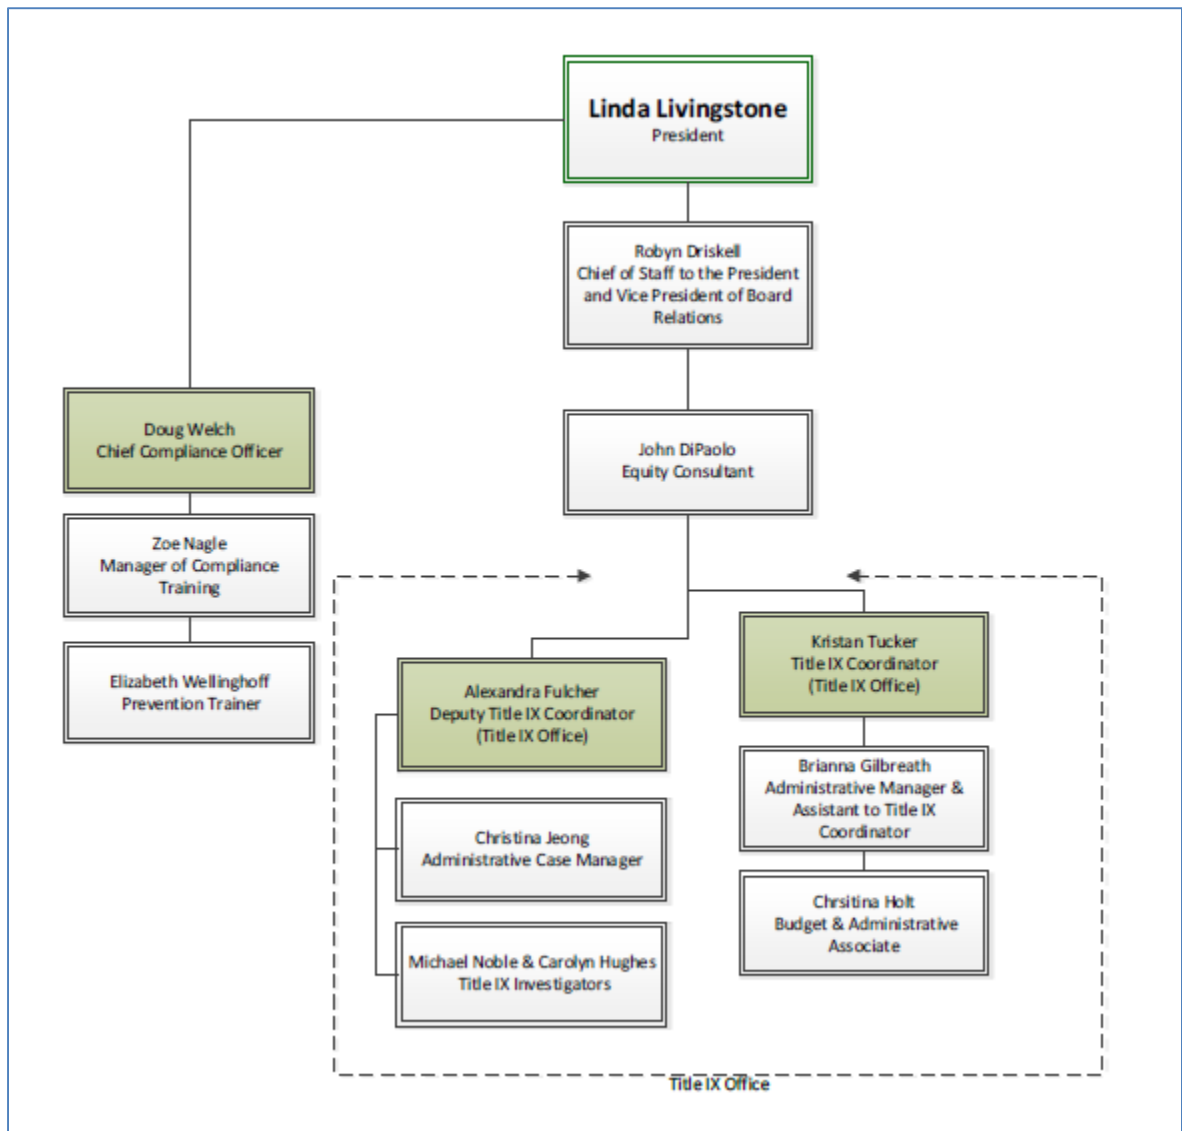 Linda Livingstone
President
Robyn Driskell
Chief of Staff to the President
and Vice President of Board
Relations
Doug Welch
Chief Compliance Officer
John DiPaolo
Equity Consultant
Zoe Nagle
Manager of Compliance
Training
Elizabeth Wellinghoff
Prevention Trainer
Alexandra Fulcher
Deputy Title IX Coordinator
(Title IX Office)
Christina Jeong
Administrative Case Manager
Michael Noble & Carolyn Hughes
Title IX Investigators
Kristan Tucker
Title IX Coordinator
(Title IX Office)
Brianna Gilbreath
Administrative Manager &
Assistant to Title IX
Coordinator
Chrsitina Holt
Budget & Administrative
Associate
Title IX Office